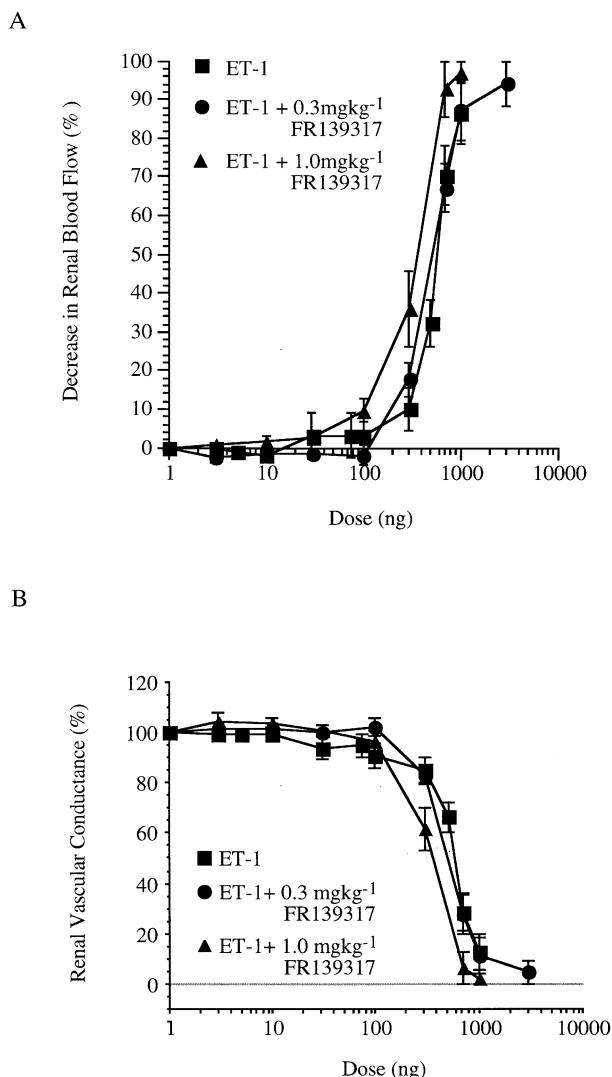 A
100
90
80
70
60
50
40
30
20
10
0
Decrease in Renal Blood Flow (%)
ET-1
ET-1 + 0.3mgkg-1
FR139317
ET-1 + 1.0mgkg-1
FR139317
1
10
100
1000
10000
Dose (ng)
B
120
100
80
60
40
20
0
Renal Vascular Conductance (%)
ET-1
ET-1+ 0.3 mgkg-1
FR139317
ET-1+ 1.0 mgkg-1
FR139317
1
10
100
1000
10000
Dose (ng)